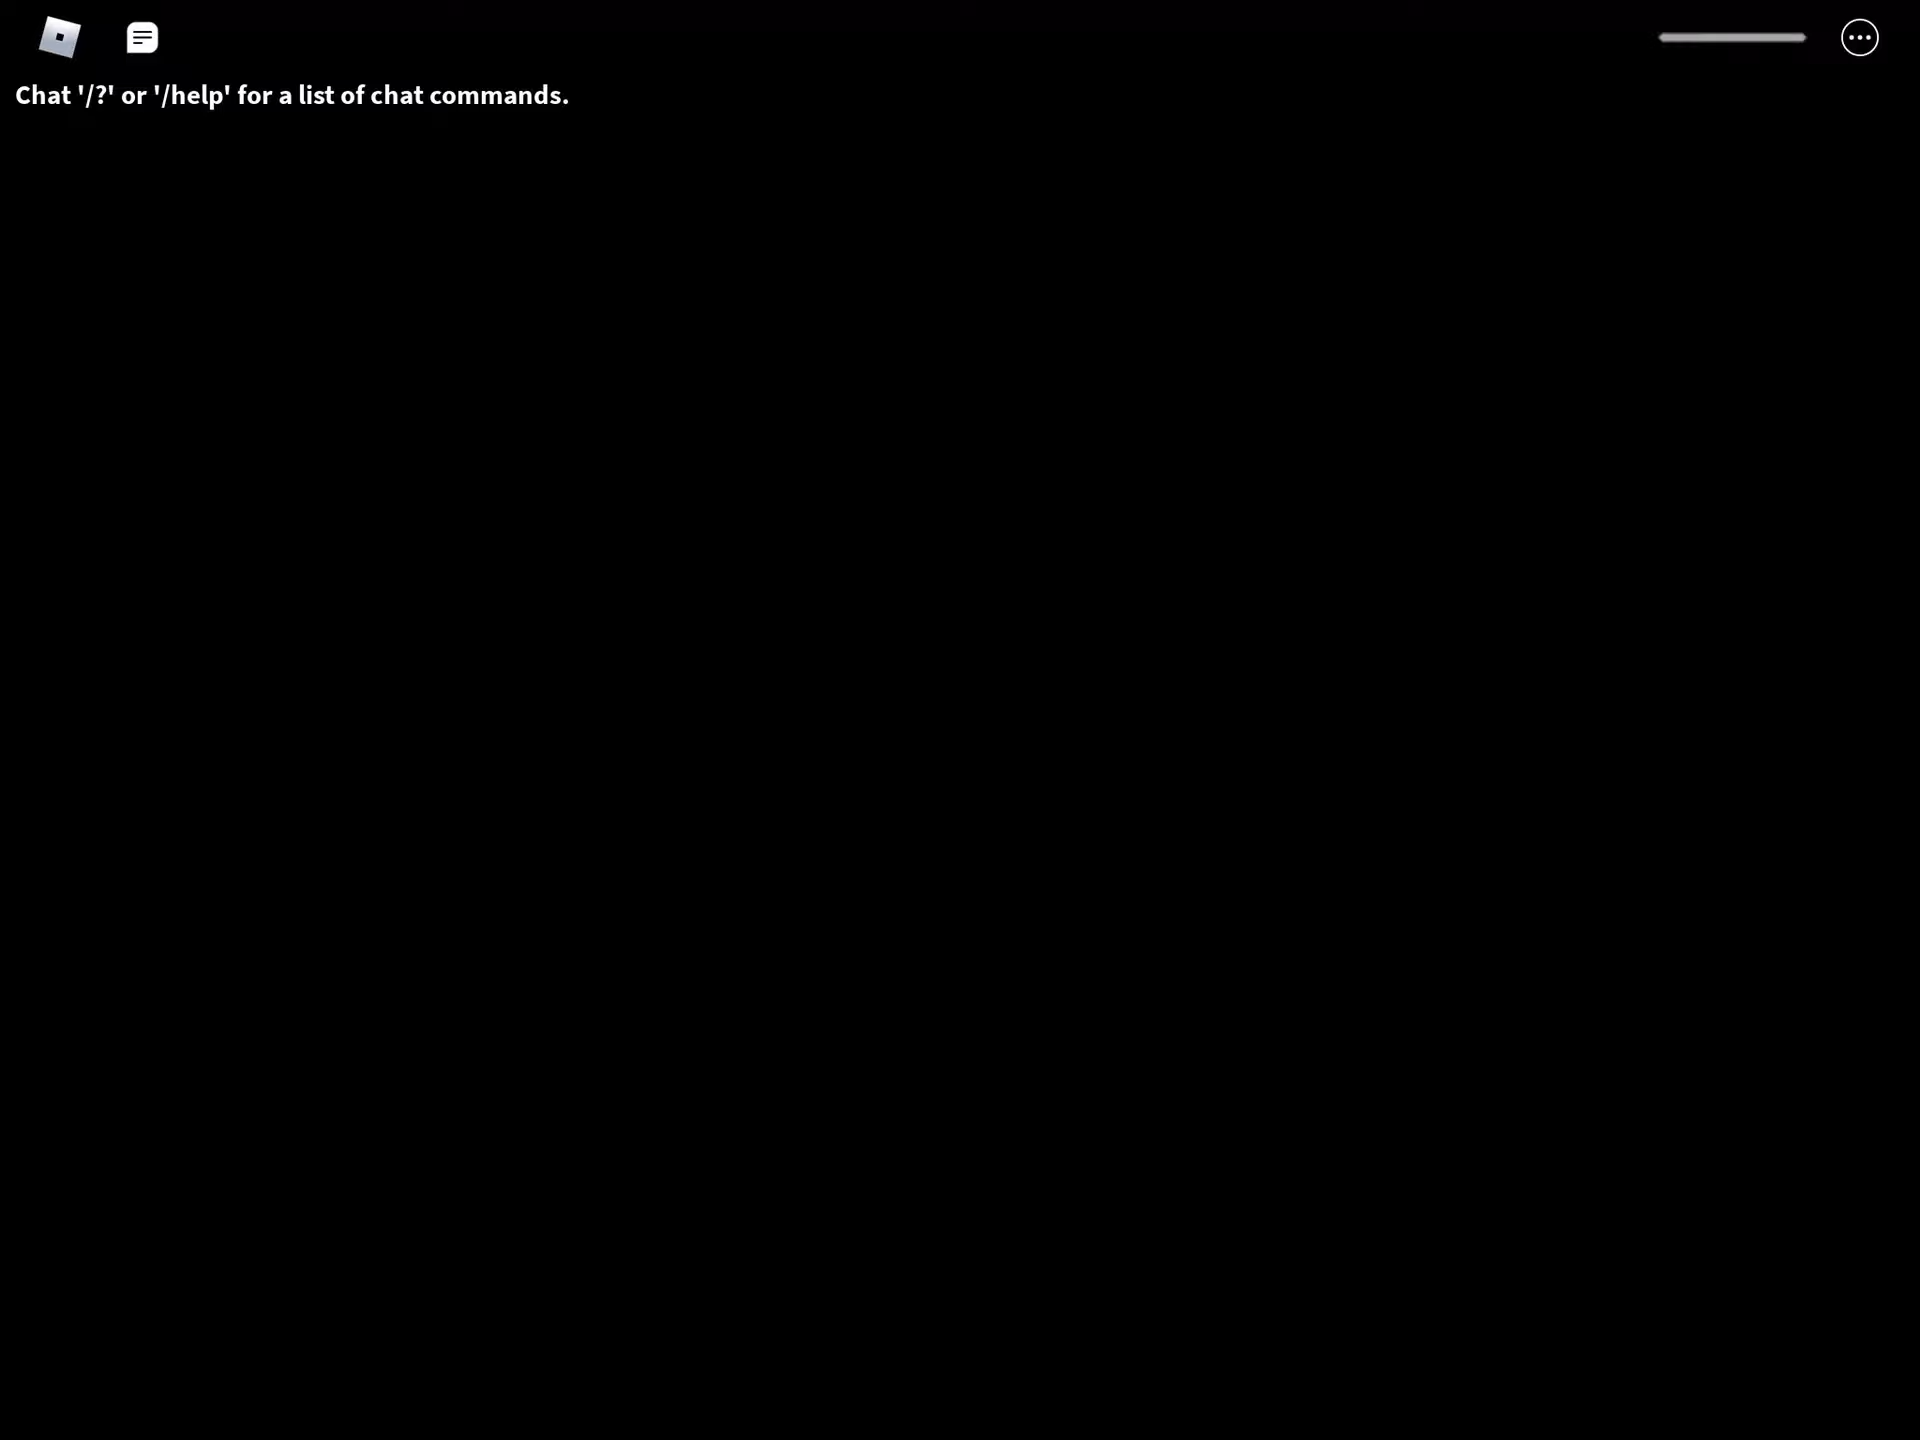 Chat '/?' or '/help' for a list of chat commands.